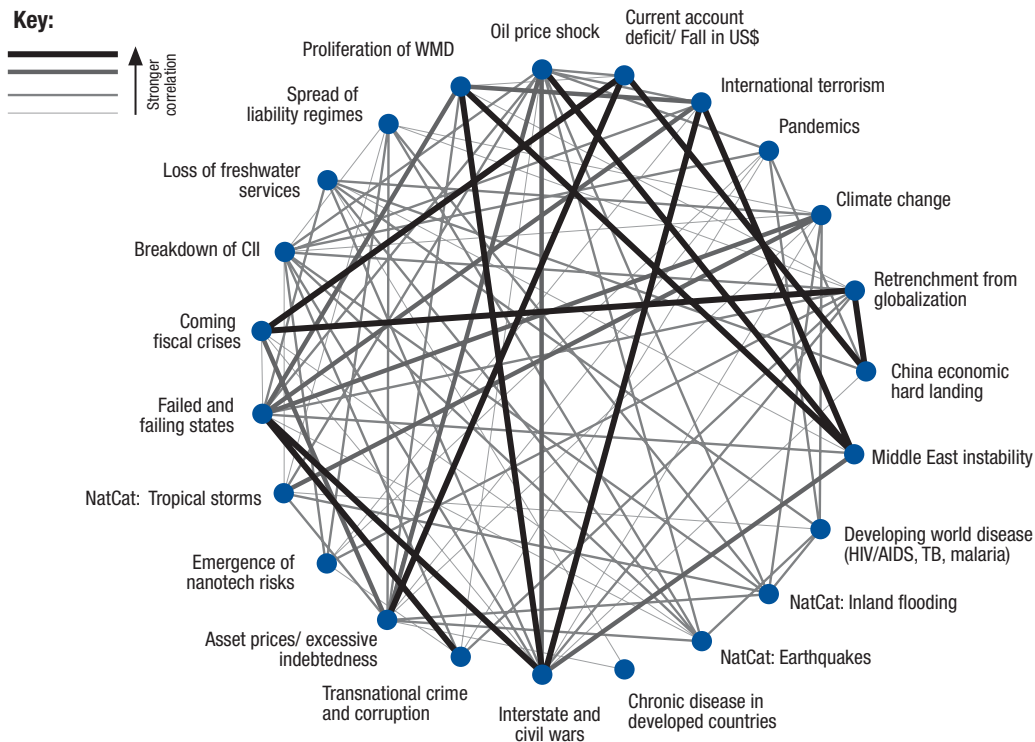 Key:
Stronger
correlation
Oil price shock
Current account
deficit/ Fall in US$
International terrorism
Pandemics
Climate change
Retrenchment from
globalization
China economic
hard landing
Middle East instability
Developing world disease
(HIV/AIDS, TB, malaria)
NatCat: Inland flooding
NatCat: Earthquakes
Chronic disease in
developed countries
Interstate and
civil wars
Transnational crime
and corruption
Asset prices/ excessive
indebtedness
Emergence of
nanotech risks
NatCat: Tropical storms
Failed and
failing states
Coming
fiscal crises
Breakdown of CII
Loss of freshwater
services
Spread of
liability regimes
Proliferation of WMD